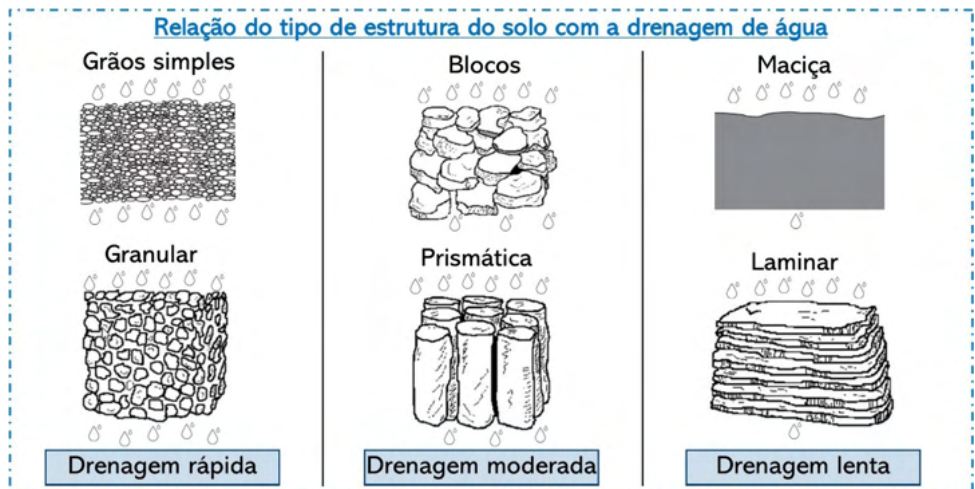 Relação do tipo de estrutura do solo com a drenagem de água
Grãos simples
Blocos
Maciça
Granular
Prismática
Laminar
Drenagem rápida
Drenagem moderada
Drenagem lenta